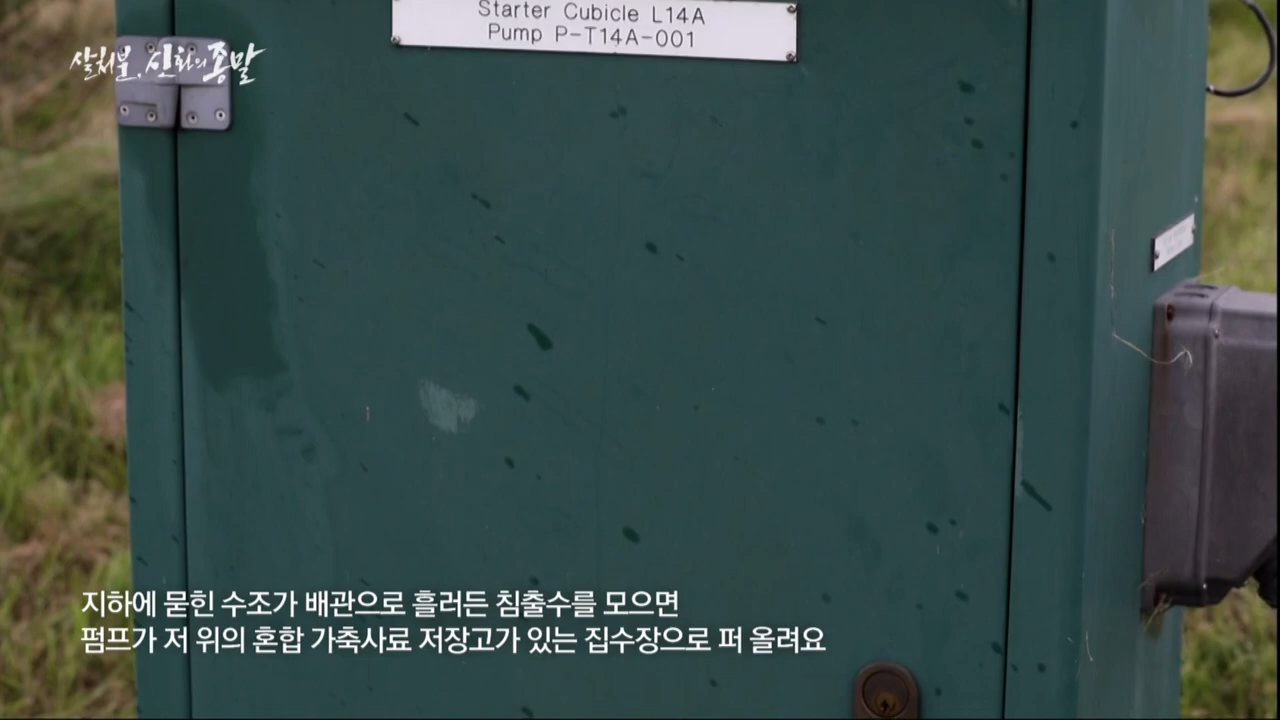 살처분, 신화의 종말
Starter Cubicle L14A
Pump P-T14A-001
지하에 묻힌 수조가 배관으로 흘러든 침출수를 모으면
펌프가 저 위의 혼합 가축사료 저장고가 있는 집수장으로 퍼 올려요